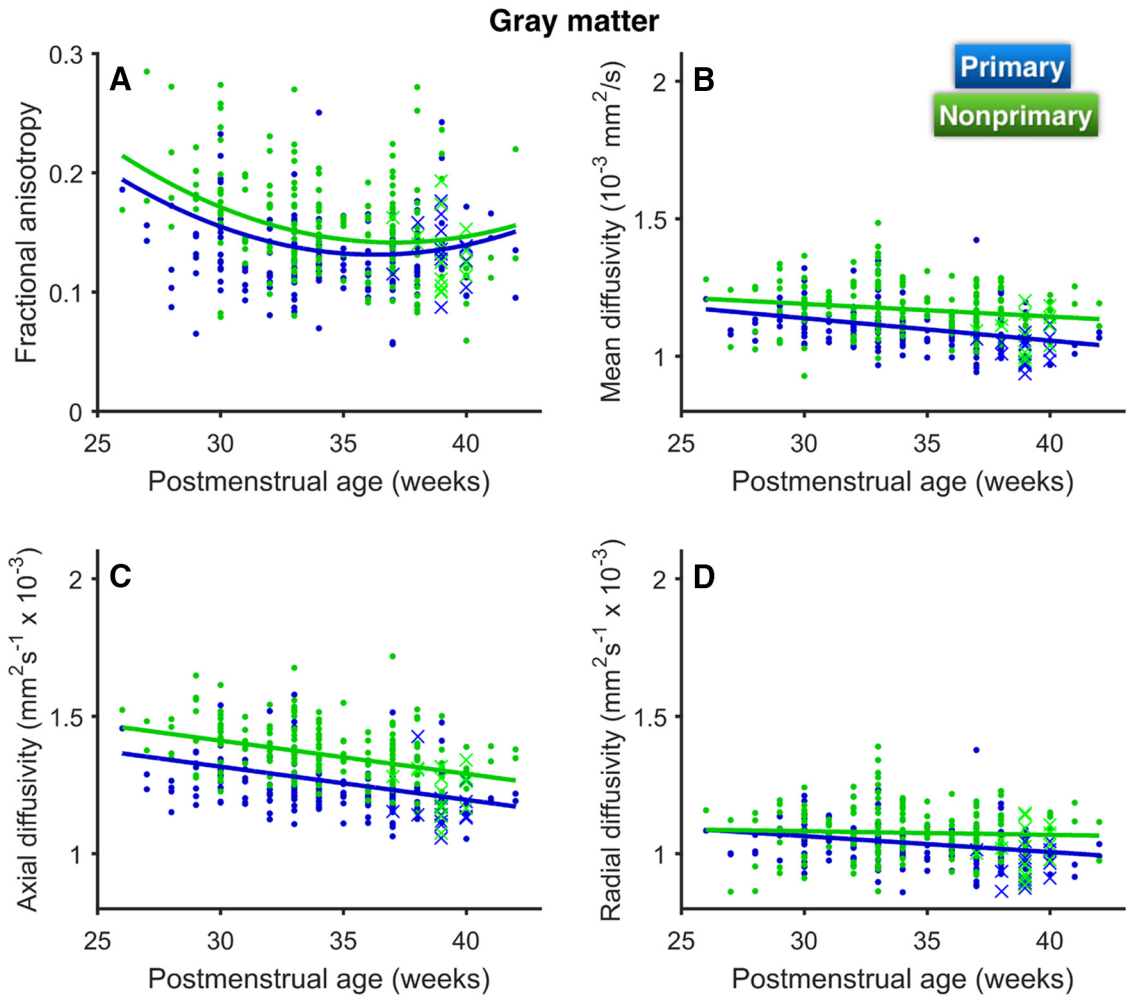 Gray matter
A
0.3
0.2
0.1
0
25 30 35 40
Fractional anisotropy
Postmenstrual age (weeks)
B
Primary
Nonprimary
2
1.5
1
25 30 35 40
Mean diffusivity (10⁻³ mm²/s)
Postmenstrual age (weeks)
C
2
1.5
1
25 30 35 40
Axial diffusivity (mm²s⁻¹ x 10⁻³)
Postmenstrual age (weeks)
D
2
1.5
1
25 30 35 40
Radial diffusivity (mm²s⁻¹ x 10⁻³)
Postmenstrual age (weeks)